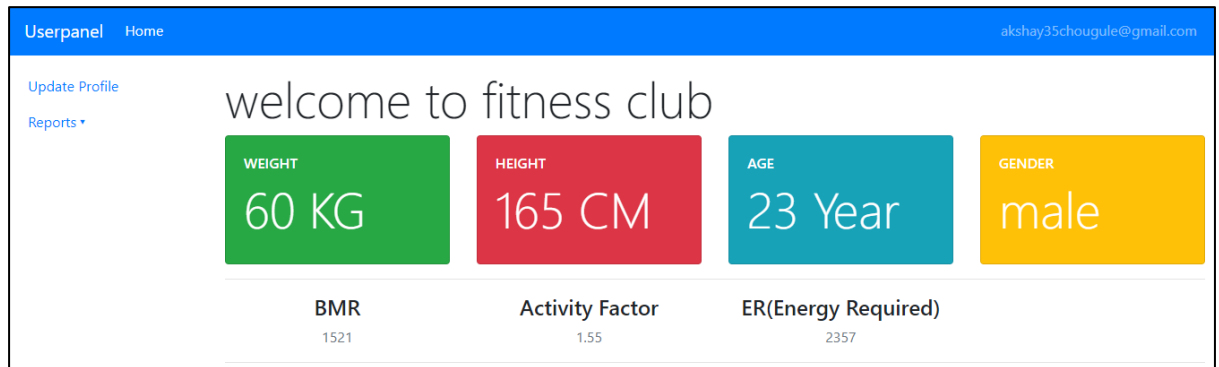 Userpanel Home akshay35chougule@gmail.com
Update Profile
Reports
welcome to fitness club
WEIGHT HEIGHT AGE GENDER
60 KG 165 CM 23 Year male
BMR Activity Factor ER(Energy Required)
1521 1.55 2357